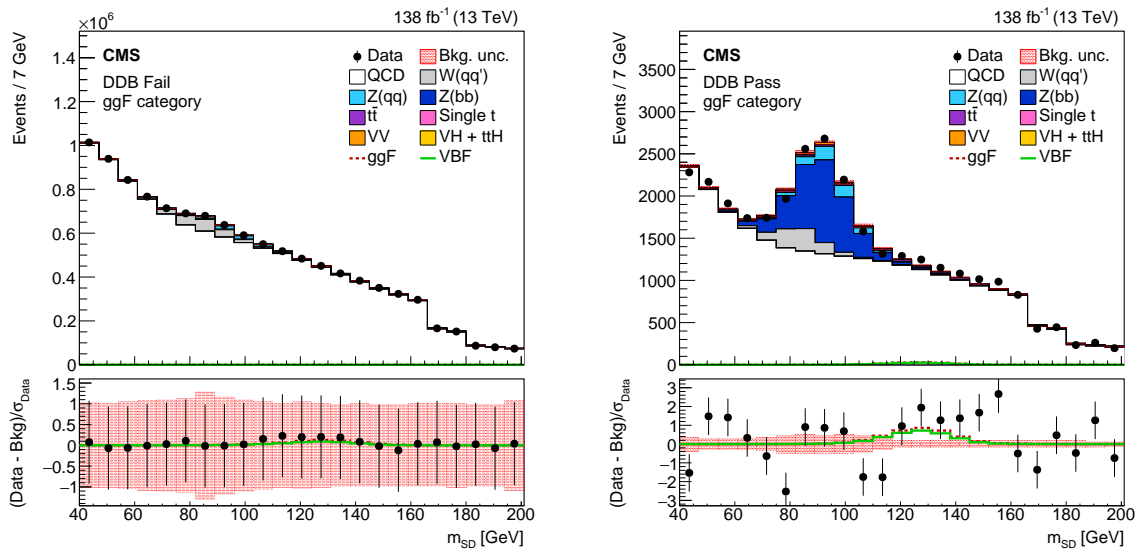 138 fb⁻¹ (13 TeV)
×10⁶
CMS
DDB Fail
ggF category
Data
Bkg. unc.
QCD
W(qq')
Z(qq)
Z(bb)
tt̄
Single t
VV
VH + ttH
ggF
VBF
Events / 7 GeV
1.4
1.2
1
0.8
0.6
0.4
0.2
0
(Data - Bkg)/σ_Data
1.5
1
0.5
0
−0.5
−1
40 60 80 100 120 140 160 180 200
m_SD [GeV]
138 fb⁻¹ (13 TeV)
CMS
DDB Pass
ggF category
Data
Bkg. unc.
QCD
W(qq')
Z(qq)
Z(bb)
tt̄
Single t
VV
VH + ttH
ggF
VBF
Events / 7 GeV
3500
3000
2500
2000
1500
1000
500
0
(Data - Bkg)/σ_Data
3
2
1
0
−1
−2
−3
40 60 80 100 120 140 160 180 200
m_SD [GeV]